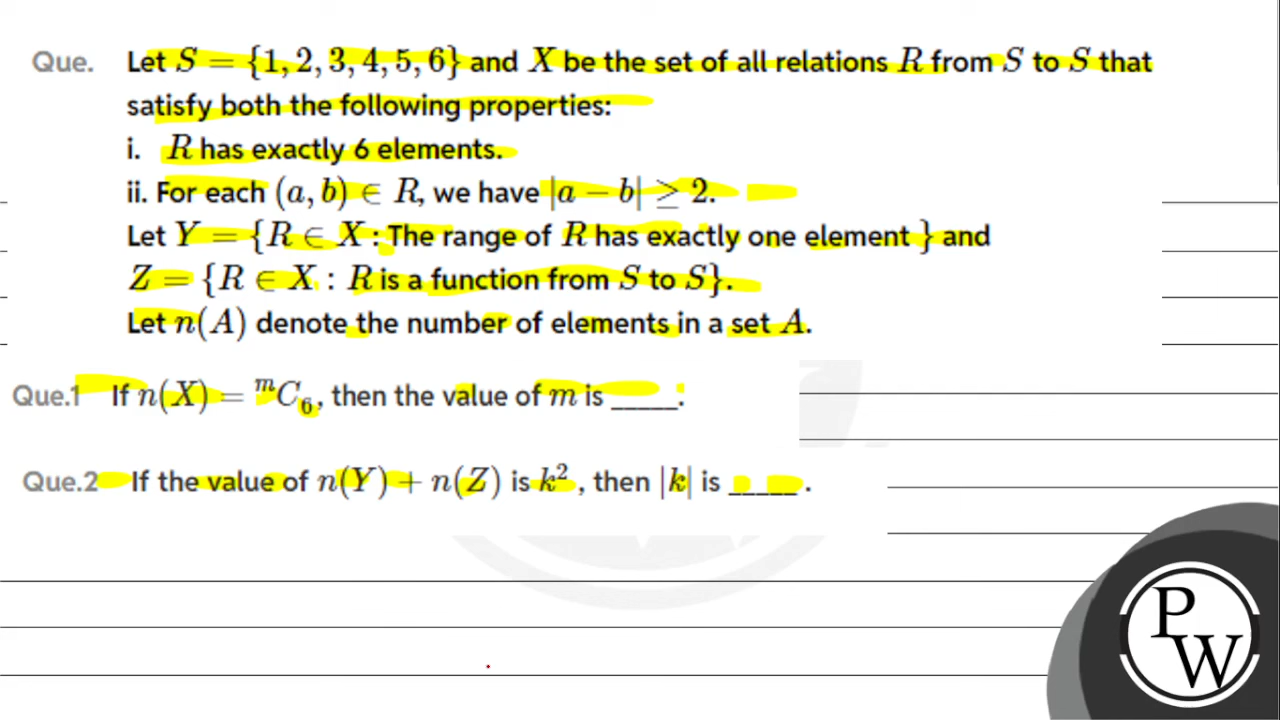 Que. Let S = {1, 2, 3, 4, 5, 6} and X be the set of all relations R from S to S that
satisfy both the following properties:
i. R has exactly 6 elements.
ii. For each (a, b) ∈ R, we have |a − b| ≥ 2.
Let Y = {R ∈ X : The range of R has exactly one element } and
Z = {R ∈ X : R is a function from S to S}.
Let n(A) denote the number of elements in a set A.
Que.1 If n(X) = ᵐC₆, then the value of m is _____.
Que.2 If the value of n(Y) + n(Z) is k², then |k| is _____.
PW